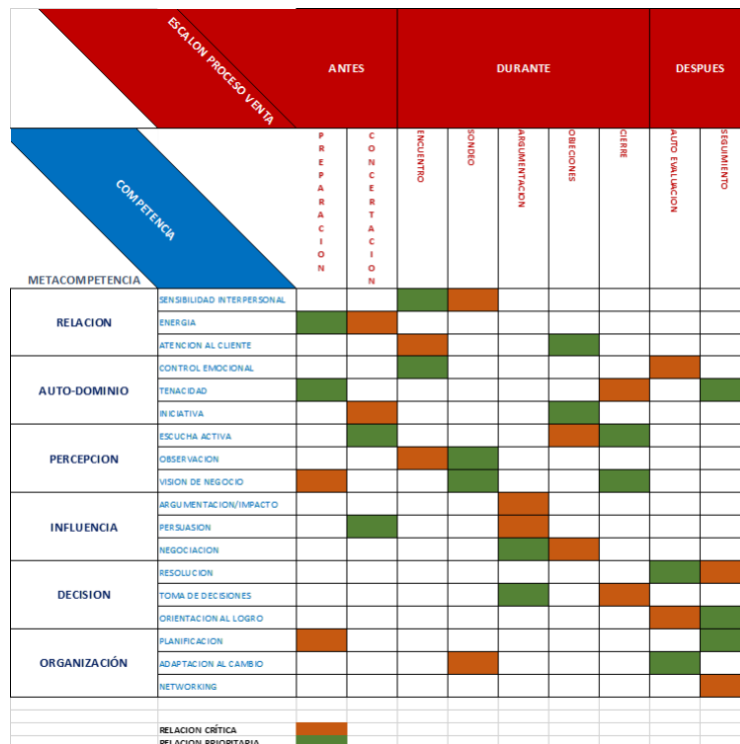 ESCALON PROCESO VENTA
ANTES
DURANTE
DESPUES
COMPETENCIA
METACOMPETENCIA
PREPARACION
CONCERTACION
ENCUENTRO
SONDEO
ARGUMENTACION
OBJECIONES
CIERRE
AUTO EVALUACION
SEGUIMIENTO
RELACION
SENSIBILIDAD INTERPERSONAL
ENERGIA
ATENCION AL CLIENTE
AUTO-DOMINIO
CONTROL EMOCIONAL
TENACIDAD
INICIATIVA
PERCEPCION
ESCUCHA ACTIVA
OBSERVACION
VISION DE NEGOCIO
INFLUENCIA
ARGUMENTACION/IMPACTO
PERSUASION
NEGOCIACION
DECISION
RESOLUCION
TOMA DE DECISIONES
ORIENTACION AL LOGRO
ORGANIZACIÓN
PLANIFICACION
ADAPTACION AL CAMBIO
NETWORKING
RELACION CRÍTICA
RELACION PRIORITARIA